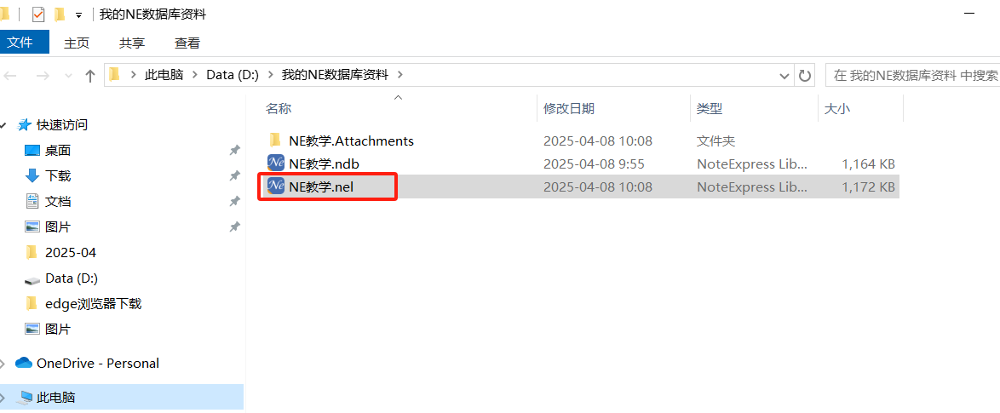 我的NE数据库资料
文件 主页 共享 查看
此电脑 Data (D:) 我的NE数据库资料 在 我的NE数据库资料 中搜索
名称 修改日期 类型 大小
快速访问
桌面
下载
文档
图片
2025-04
Data (D:)
edge浏览器下载
图片
OneDrive - Personal
此电脑
NE教学.Attachments 2025-04-08 10:08 文件夹
NE教学.ndb 2025-04-08 9:55 NoteExpress Lib... 1,164 KB
NE教学.nel 2025-04-08 10:08 NoteExpress Lib... 1,172 KB